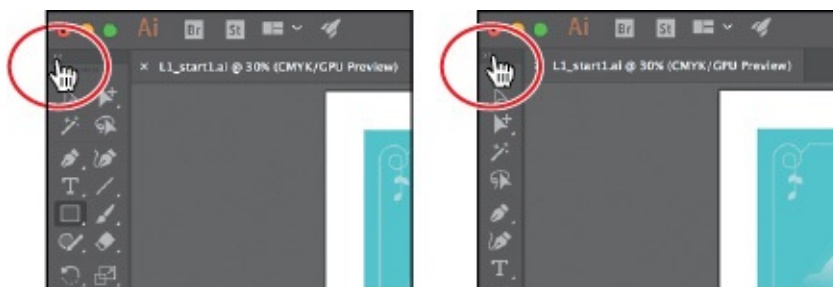 Ai Br St
× L1_start1.ai @ 30% (CMYK/GPU Preview)
T
Ai Br St
L1_start1.ai @ 30% (CMYK/GPU Preview)
T